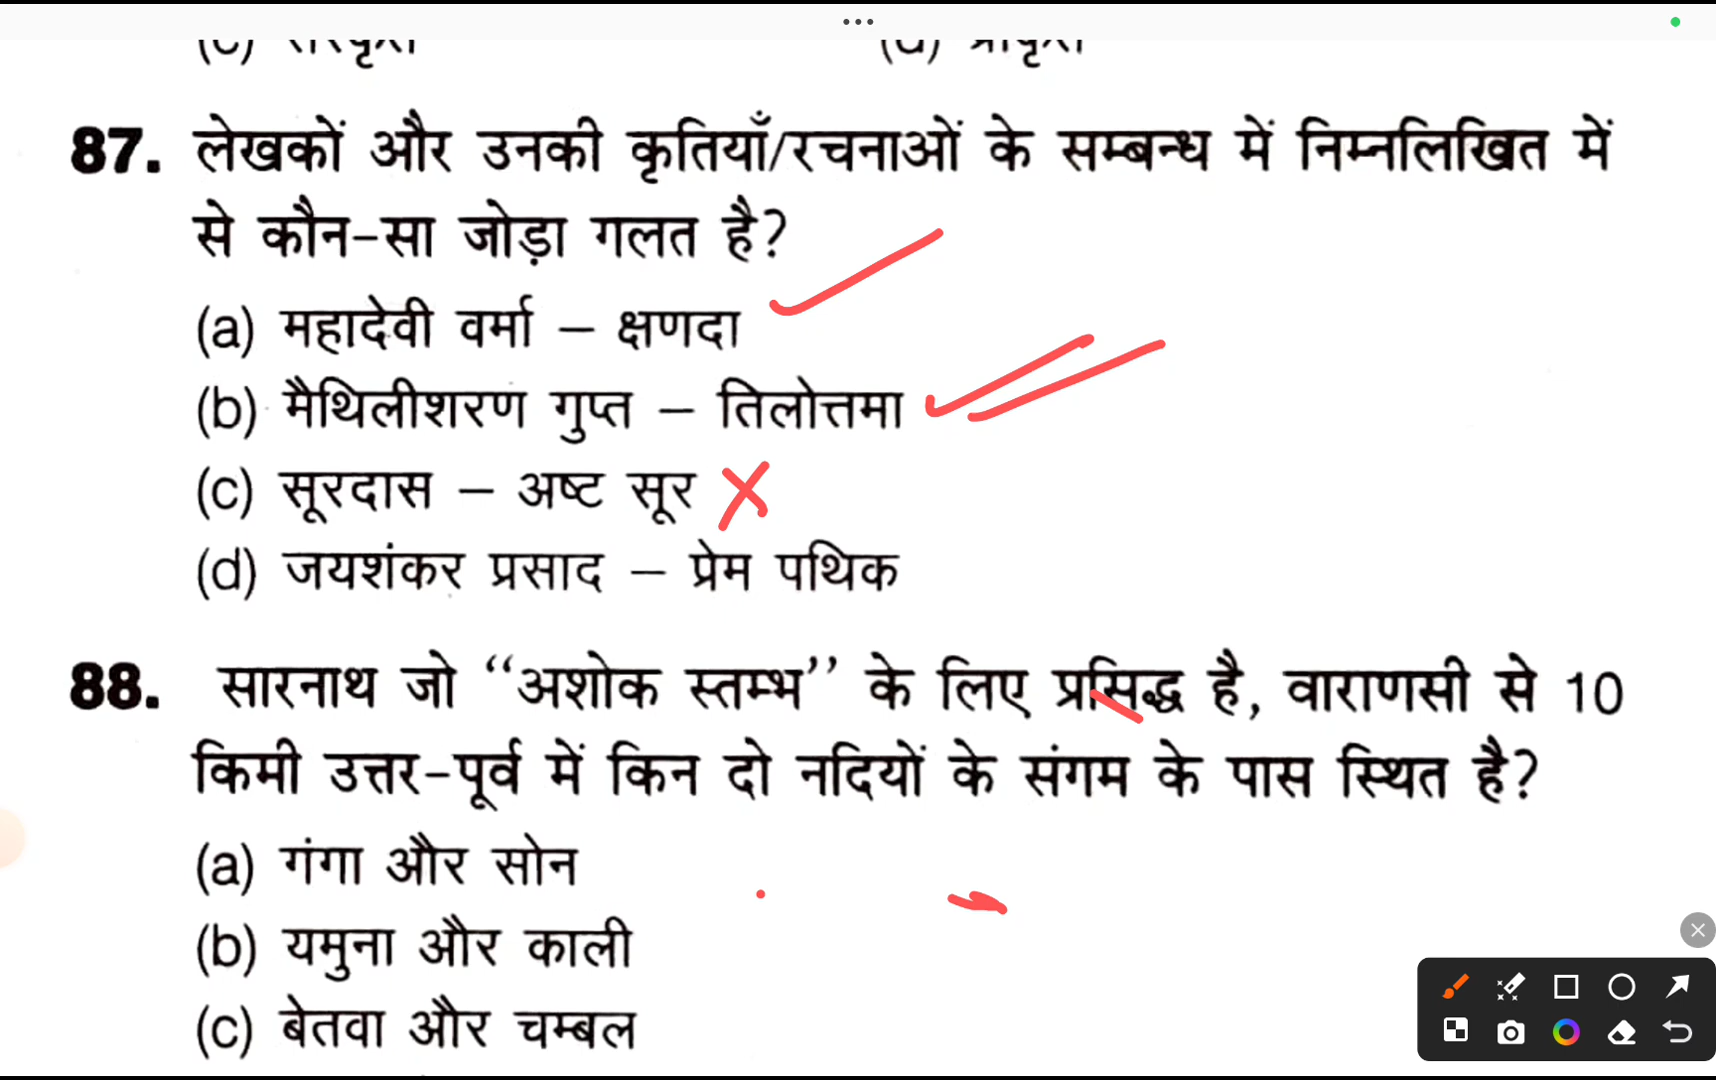 (c) संस्कृत (d) प्राकृत
87. लेखकों और उनकी कृतियाँ/रचनाओं के सम्बन्ध में निम्नलिखित में
से कौन-सा जोड़ा गलत है?
(a) महादेवी वर्मा – क्षणदा
(b) मैथिलीशरण गुप्त – तिलोत्तमा
(c) सूरदास – अष्ट सूर
(d) जयशंकर प्रसाद – प्रेम पथिक
88. सारनाथ जो “अशोक स्तम्भ” के लिए प्रसिद्ध है, वाराणसी से 10
किमी उत्तर-पूर्व में किन दो नदियों के संगम के पास स्थित है?
(a) गंगा और सोन
(b) यमुना और काली
(c) बेतवा और चम्बल